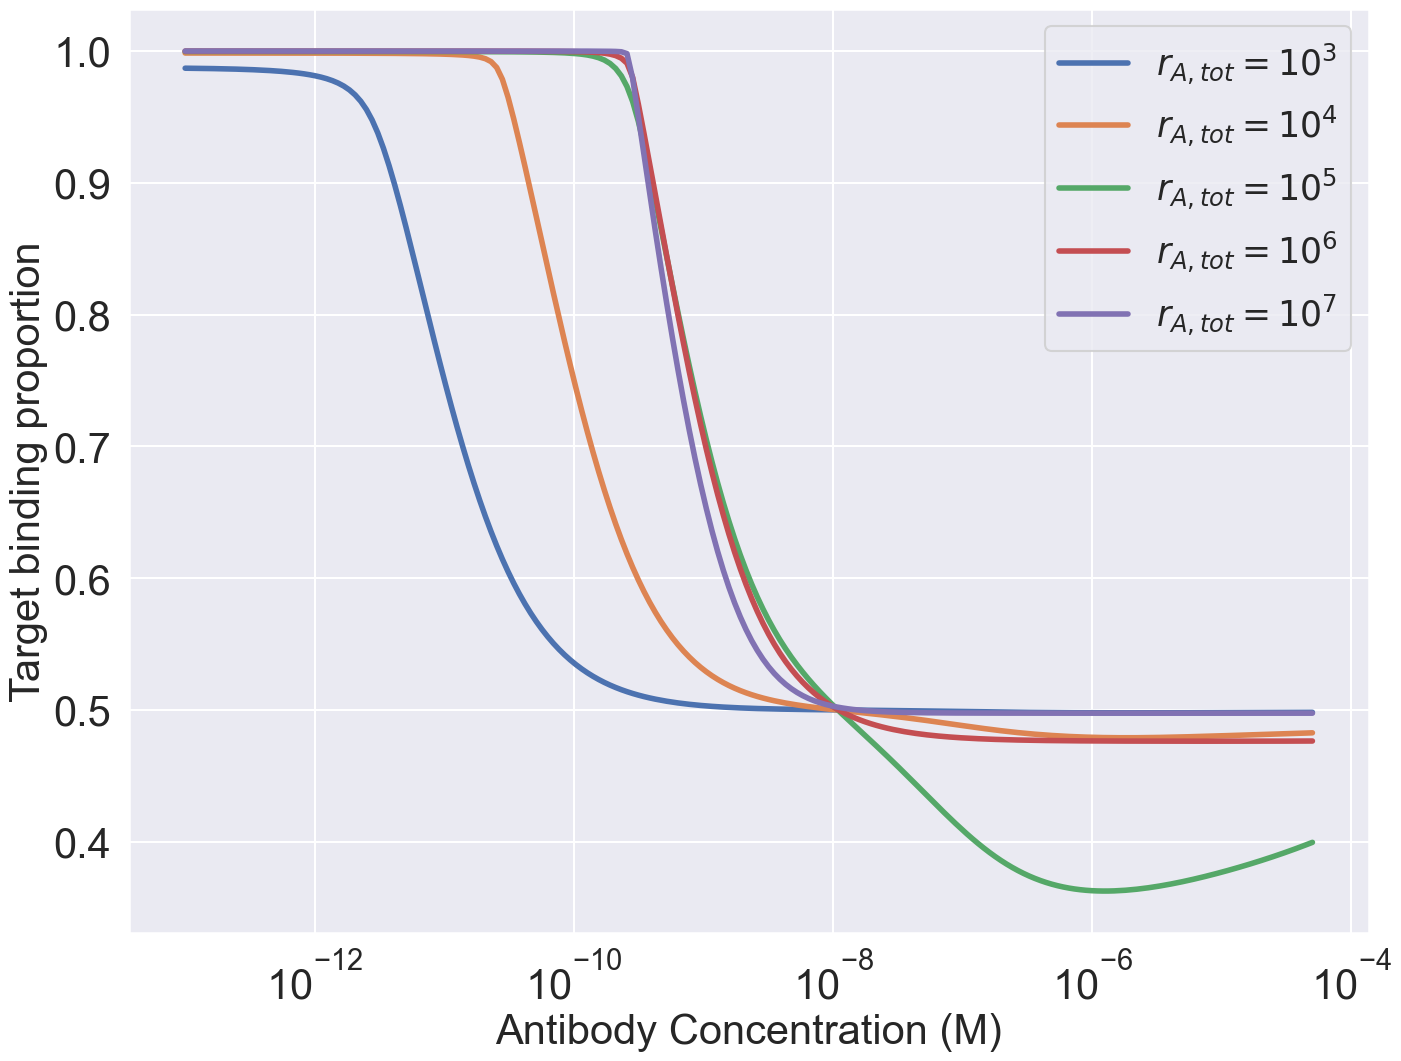 1.0
0.9
0.8
0.7
0.6
0.5
0.4
Target binding proportion
r_{A, tot} = 10^3
r_{A, tot} = 10^4
r_{A, tot} = 10^5
r_{A, tot} = 10^6
r_{A, tot} = 10^7
10^{−12} 10^{−10} 10^{−8} 10^{−6} 10^{−4}
Antibody Concentration (M)